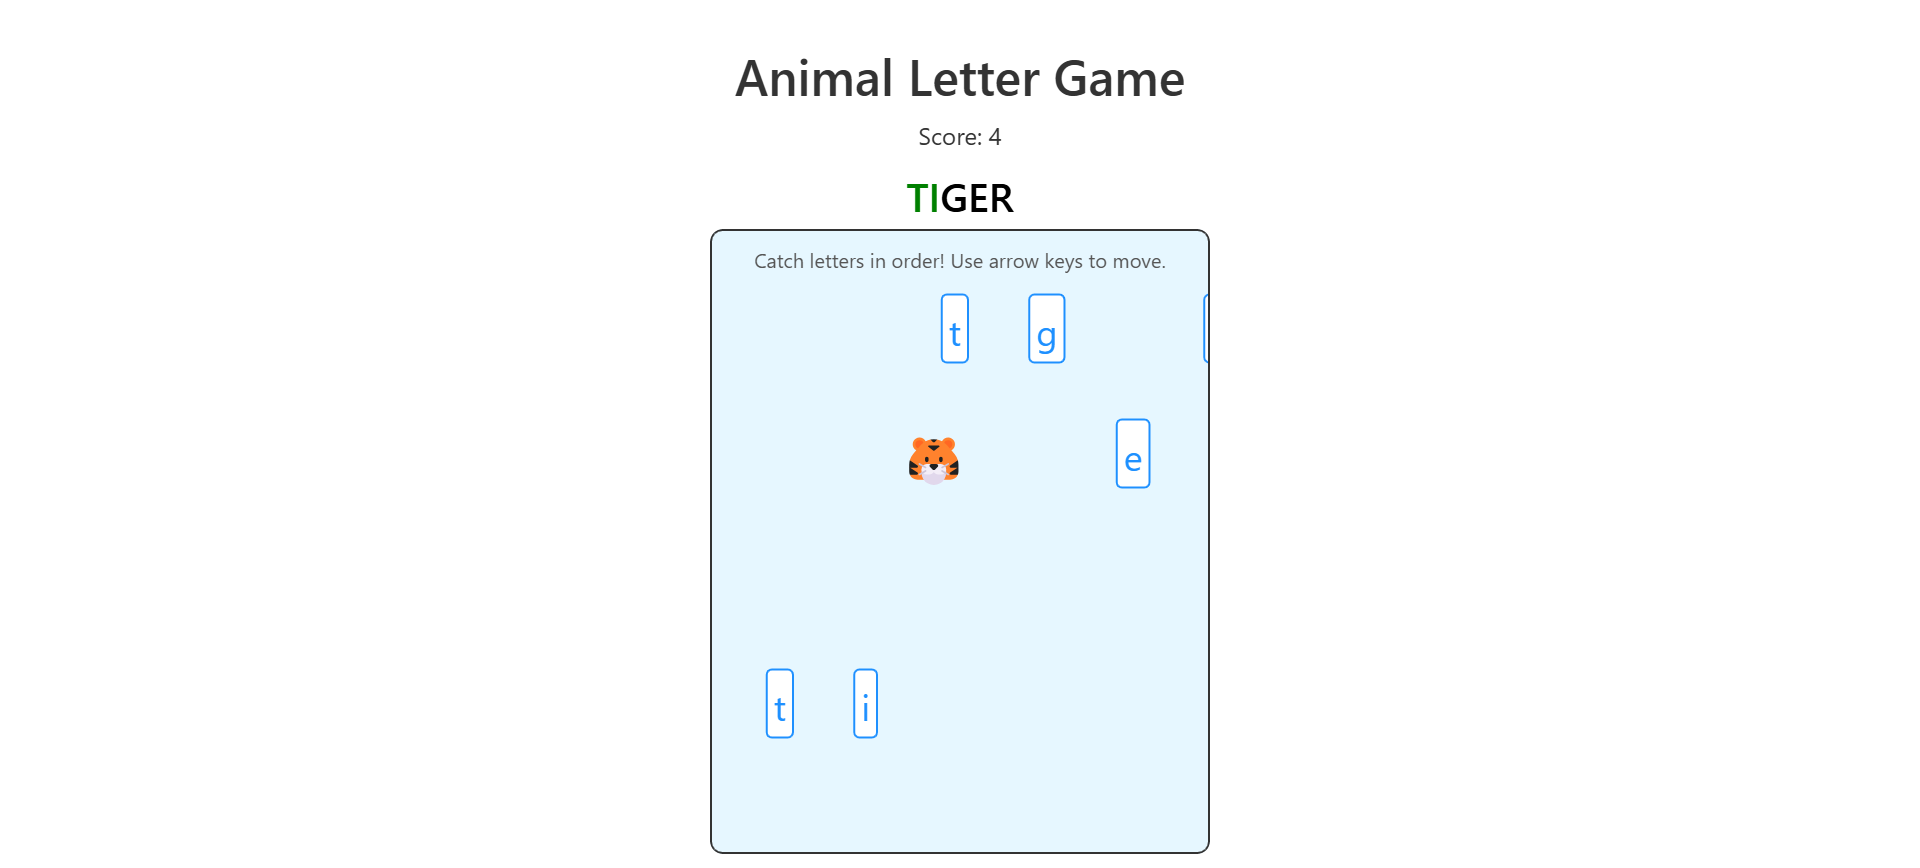 Animal Letter Game
Score: 4
TIGER
Catch letters in order! Use arrow keys to move.
t g
e
t i